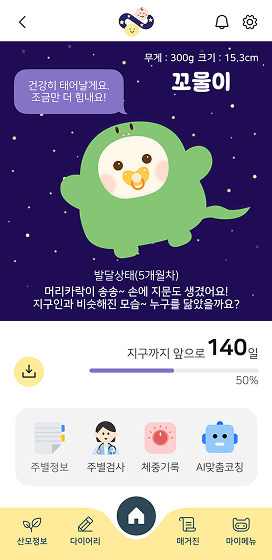 무게 : 300g 크기 : 15.3cm
꼬물이
건강히 태어날게요.
조금만 더 힘내요!
발달상태(5개월차)
머리카락이 송송~ 손에 지문도 생겼어요!
지구인과 비슷해진 모습~ 누구를 닮았을까요?
지구까지 앞으로 140일
50%
주별정보 주별검사 체중기록 AI맞춤코칭
산모정보 다이어리 매거진 마이메뉴